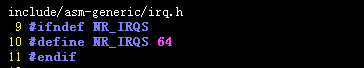 include/asm-generic/irq.h
9 #ifndef NR_IRQS
10 #define NR_IRQS 64
11 #endif